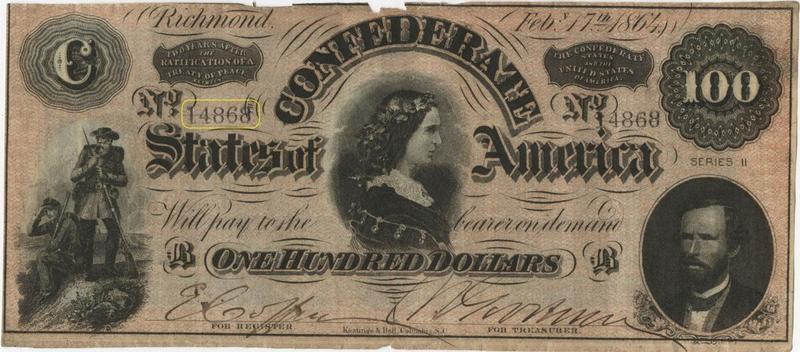 Richmond,
Feby. 17th 1864.
C
TWO YEARS AFTER
THE
RATIFICATION OF A
TREATY OF PEACE
BETWEEN
THE CONFEDERATE
STATES
AND THE
UNITED STATES
OF AMERICA.
100
CONFEDERATE
No 14868
No 14868
States of America
SERIES II
Will pay to the bearer on demand
B ONE HUNDRED DOLLARS B
FOR REGISTER
Keatinge & Ball, Columbia, S.C.
FOR TREASURER